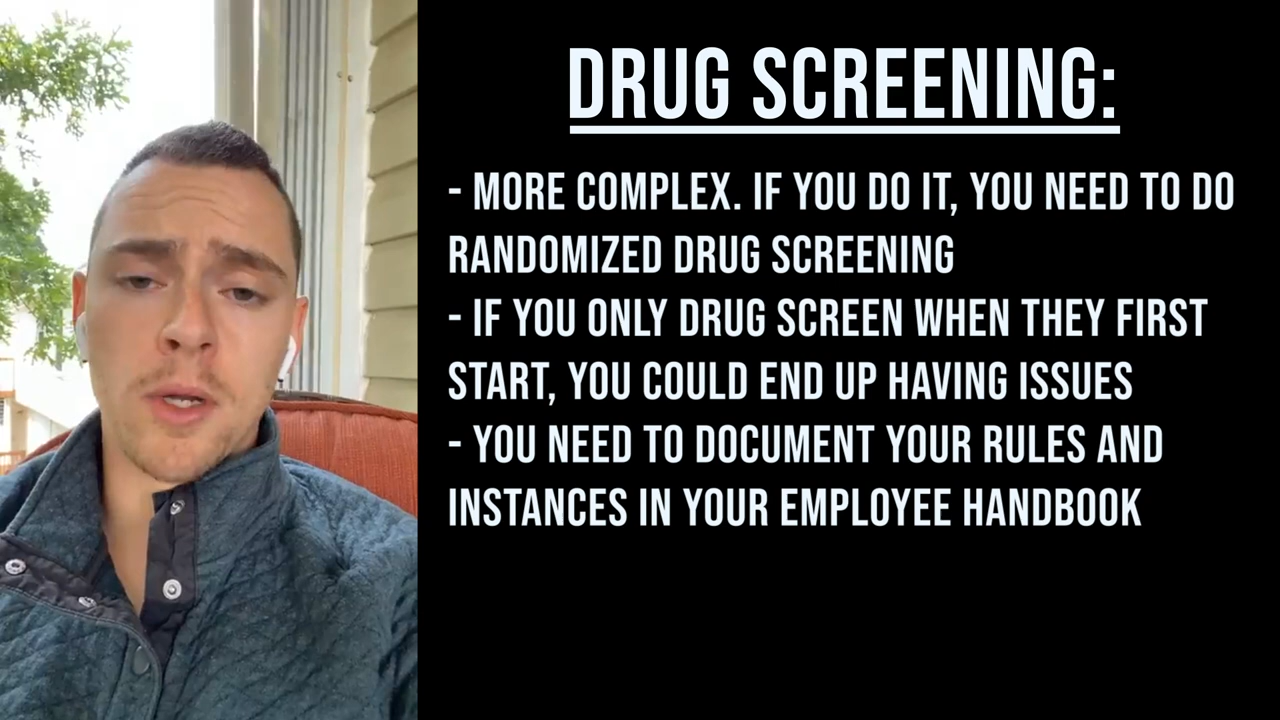 DRUG SCREENING:
- MORE COMPLEX. IF YOU DO IT, YOU NEED TO DO
RANDOMIZED DRUG SCREENING
- IF YOU ONLY DRUG SCREEN WHEN THEY FIRST
START, YOU COULD END UP HAVING ISSUES
- YOU NEED TO DOCUMENT YOUR RULES AND
INSTANCES IN YOUR EMPLOYEE HANDBOOK